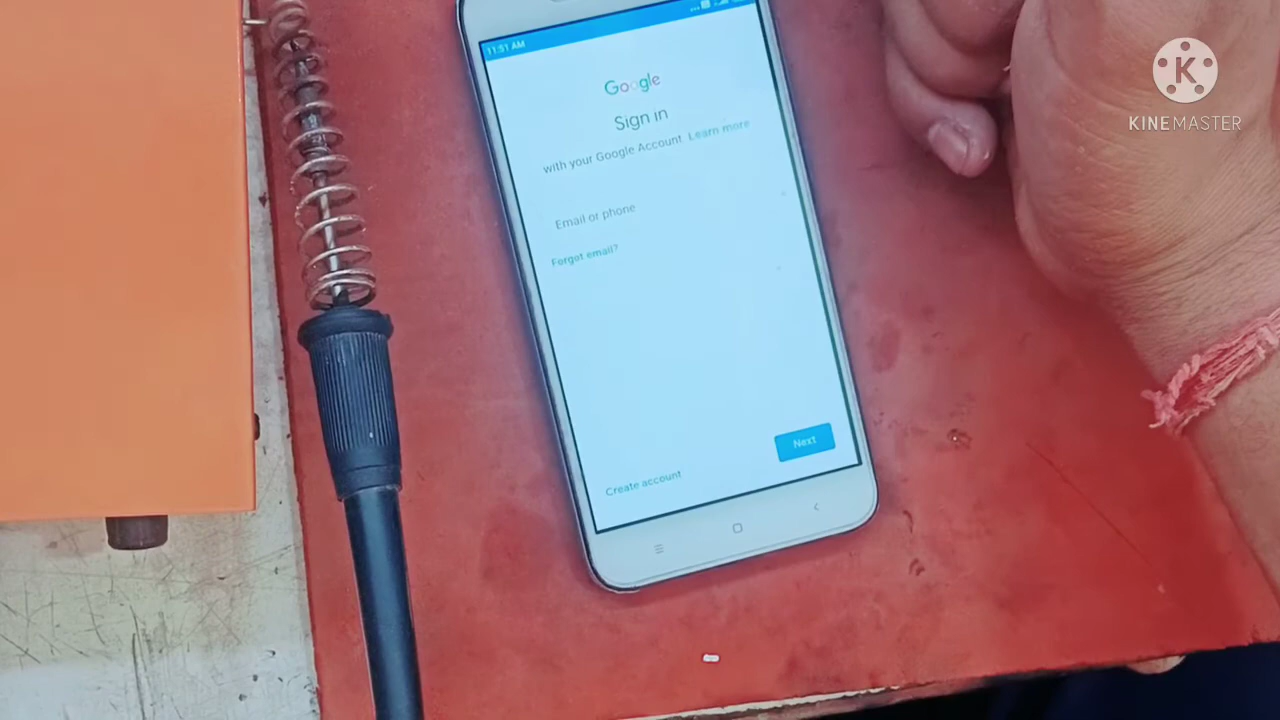 11:51 AM
Google
Sign in
with your Google Account. Learn more
Email or phone
Forgot email?
Next
Create account
K
KINEMASTER